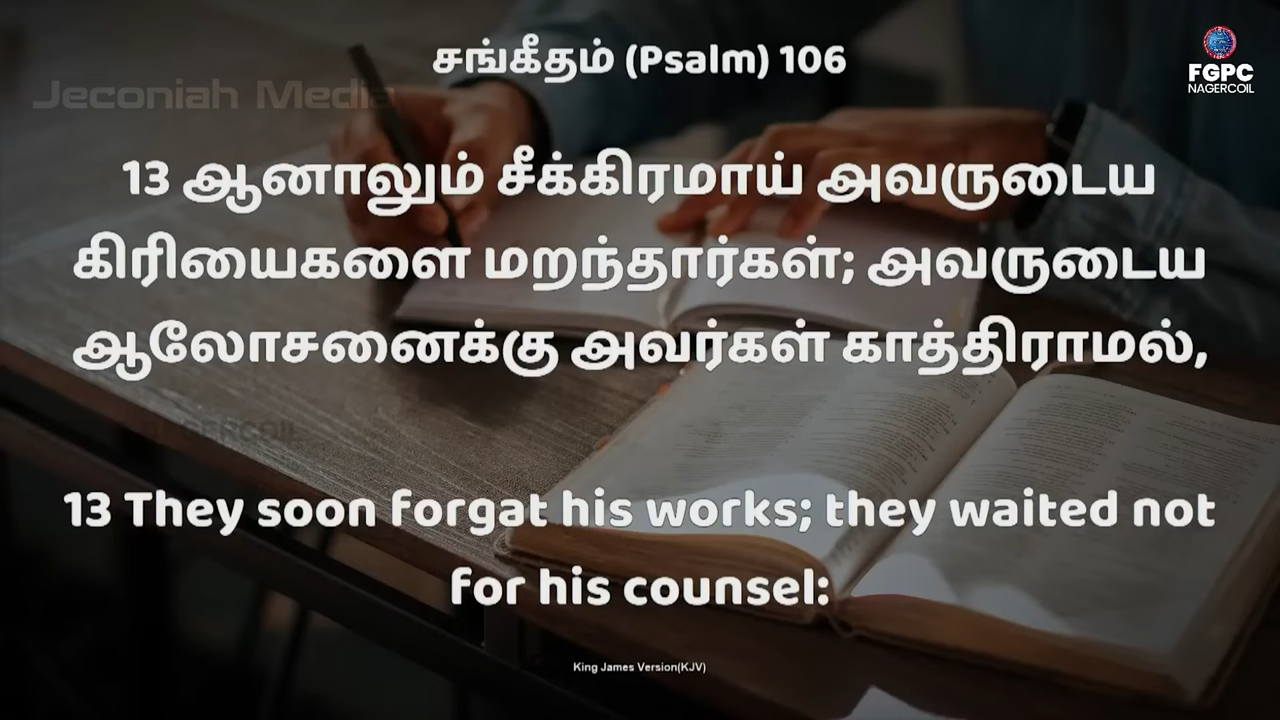 சங்கீதம் (Psalm) 106
FGPC
NAGERCOIL
Jeconiah Media
13 ஆனாலும் சீக்கிரமாய் அவருடைய
கிரியைகளை மறந்தார்கள்; அவருடைய
ஆலோசனைக்கு அவர்கள் காத்திராமல்,
13 They soon forgat his works; they waited not
for his counsel:
King James Version(KJV)